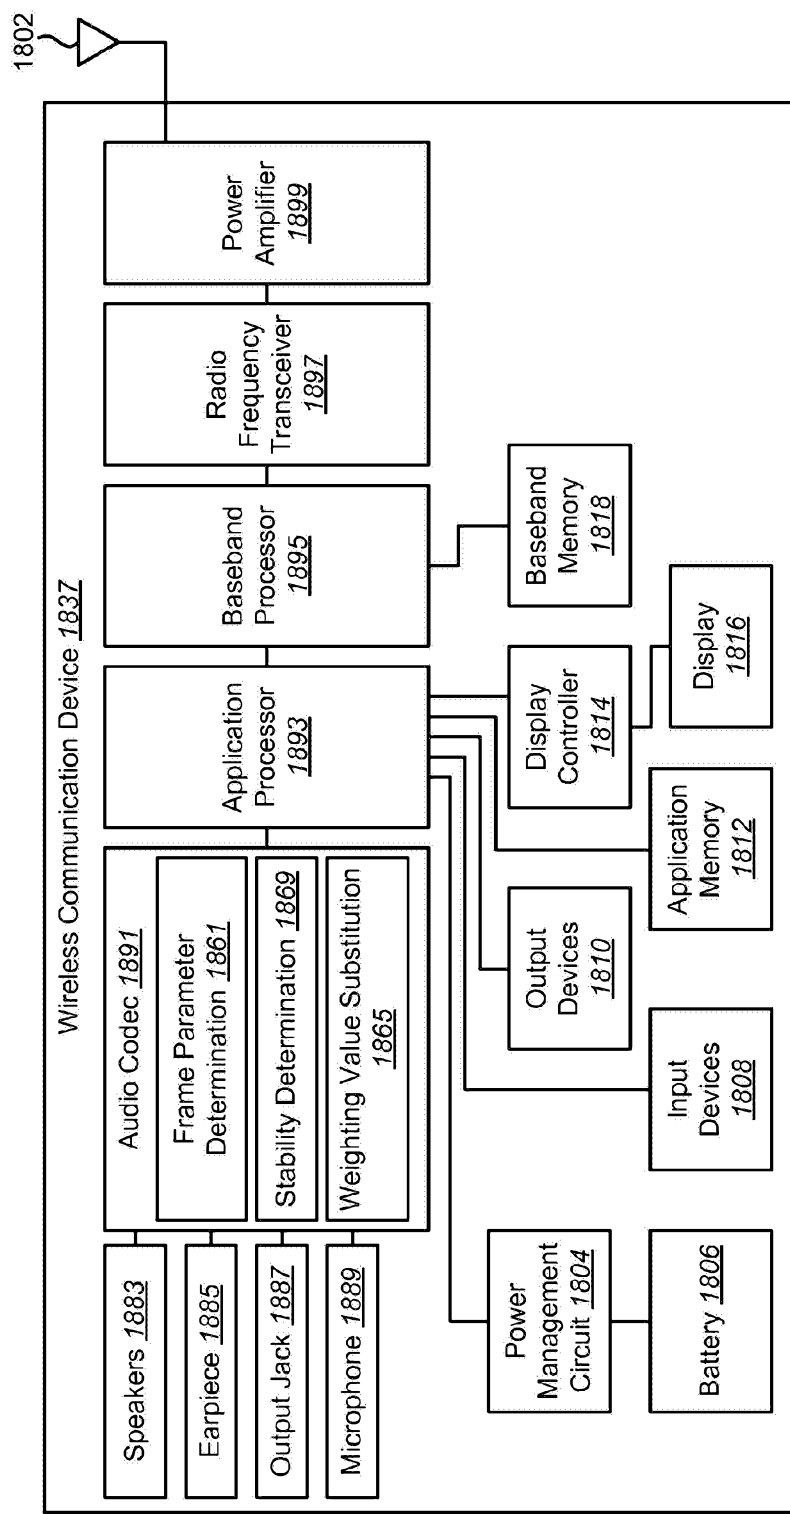 Wireless Communication Device 1837
Speakers 1883
Earpiece 1885
Output Jack 1887
Microphone 1889
Audio Codec 1891
Frame Parameter
Determination 1861
Stability Determination 1869
Weighting Value Substitution
1865
Application
Processor
1893
Baseband
Processor
1895
Radio
Frequency
Transceiver
1897
Power
Amplifier
1899
1802
Power
Management
Circuit 1804
Battery 1806
Input
Devices
1808
Output
Devices
1810
Application
Memory
1812
Display
Controller
1814
Display
1816
Baseband
Memory
1818